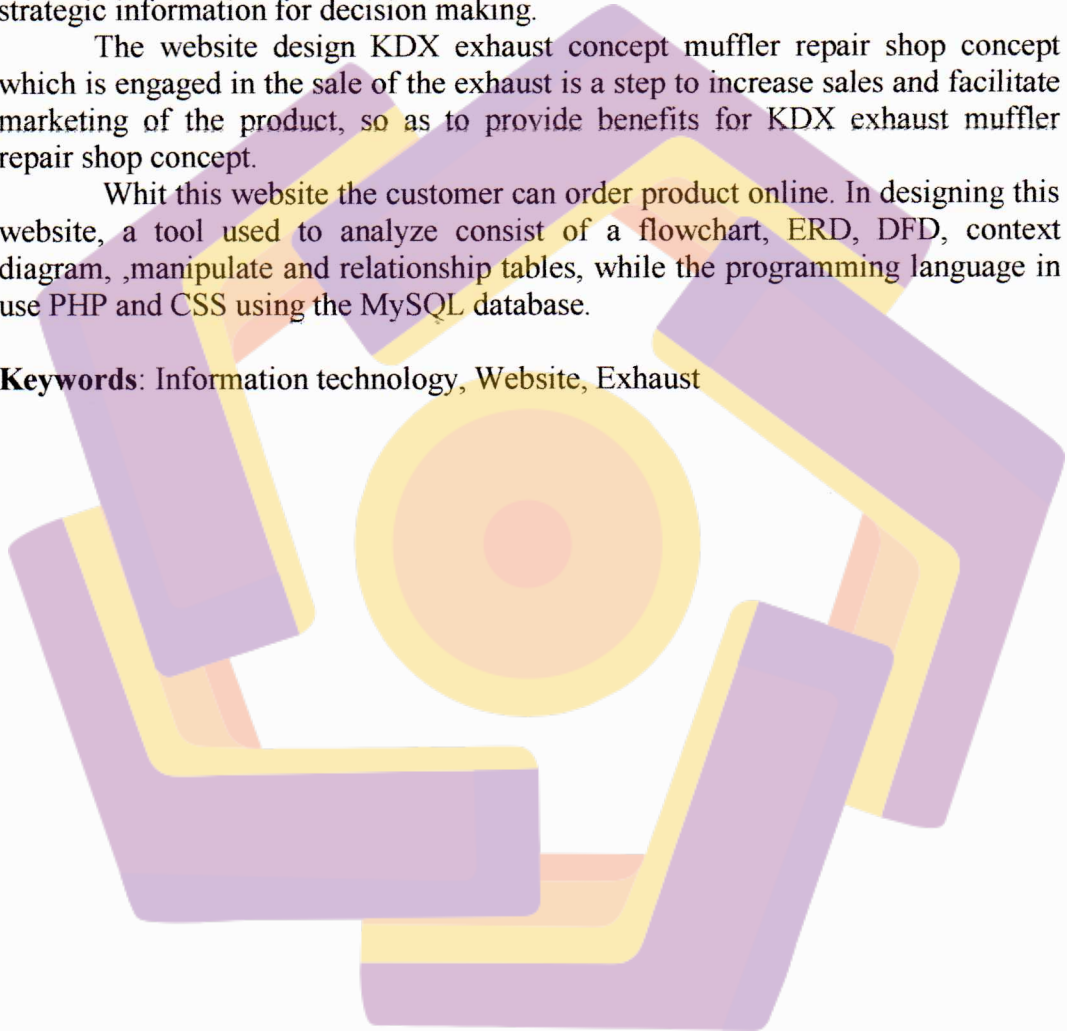 strategic information for decision making.
The website design KDX exhaust concept muffler repair shop concept
which is engaged in the sale of the exhaust is a step to increase sales and facilitate
marketing of the product, so as to provide benefits for KDX exhaust muffler
repair shop concept.
Whit this website the customer can order product online. In designing this
website, a tool used to analyze consist of a flowchart, ERD, DFD, context
diagram, ,manipulate and relationship tables, while the programming language in
use PHP and CSS using the MySQL database.
Keywords: Information technology, Website, Exhaust